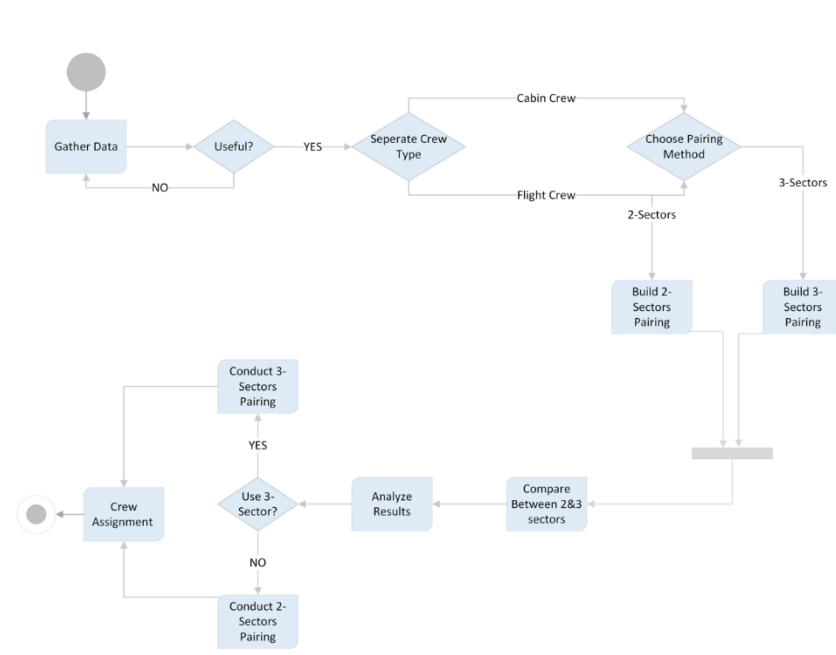 Cabin Crew
Gather Data
Useful?
YES
Seperate Crew
Type
Choose Pairing
Method
NO
Flight Crew
3-Sectors
2-Sectors
Build 2-
Sectors
Pairing
Build 3-
Sectors
Pairing
Conduct 3-
Sectors
Pairing
YES
Crew
Assignment
Use 3-
Sector?
Analyze
Results
Compare
Between 2&3
sectors
NO
Conduct 2-
Sectors
Pairing